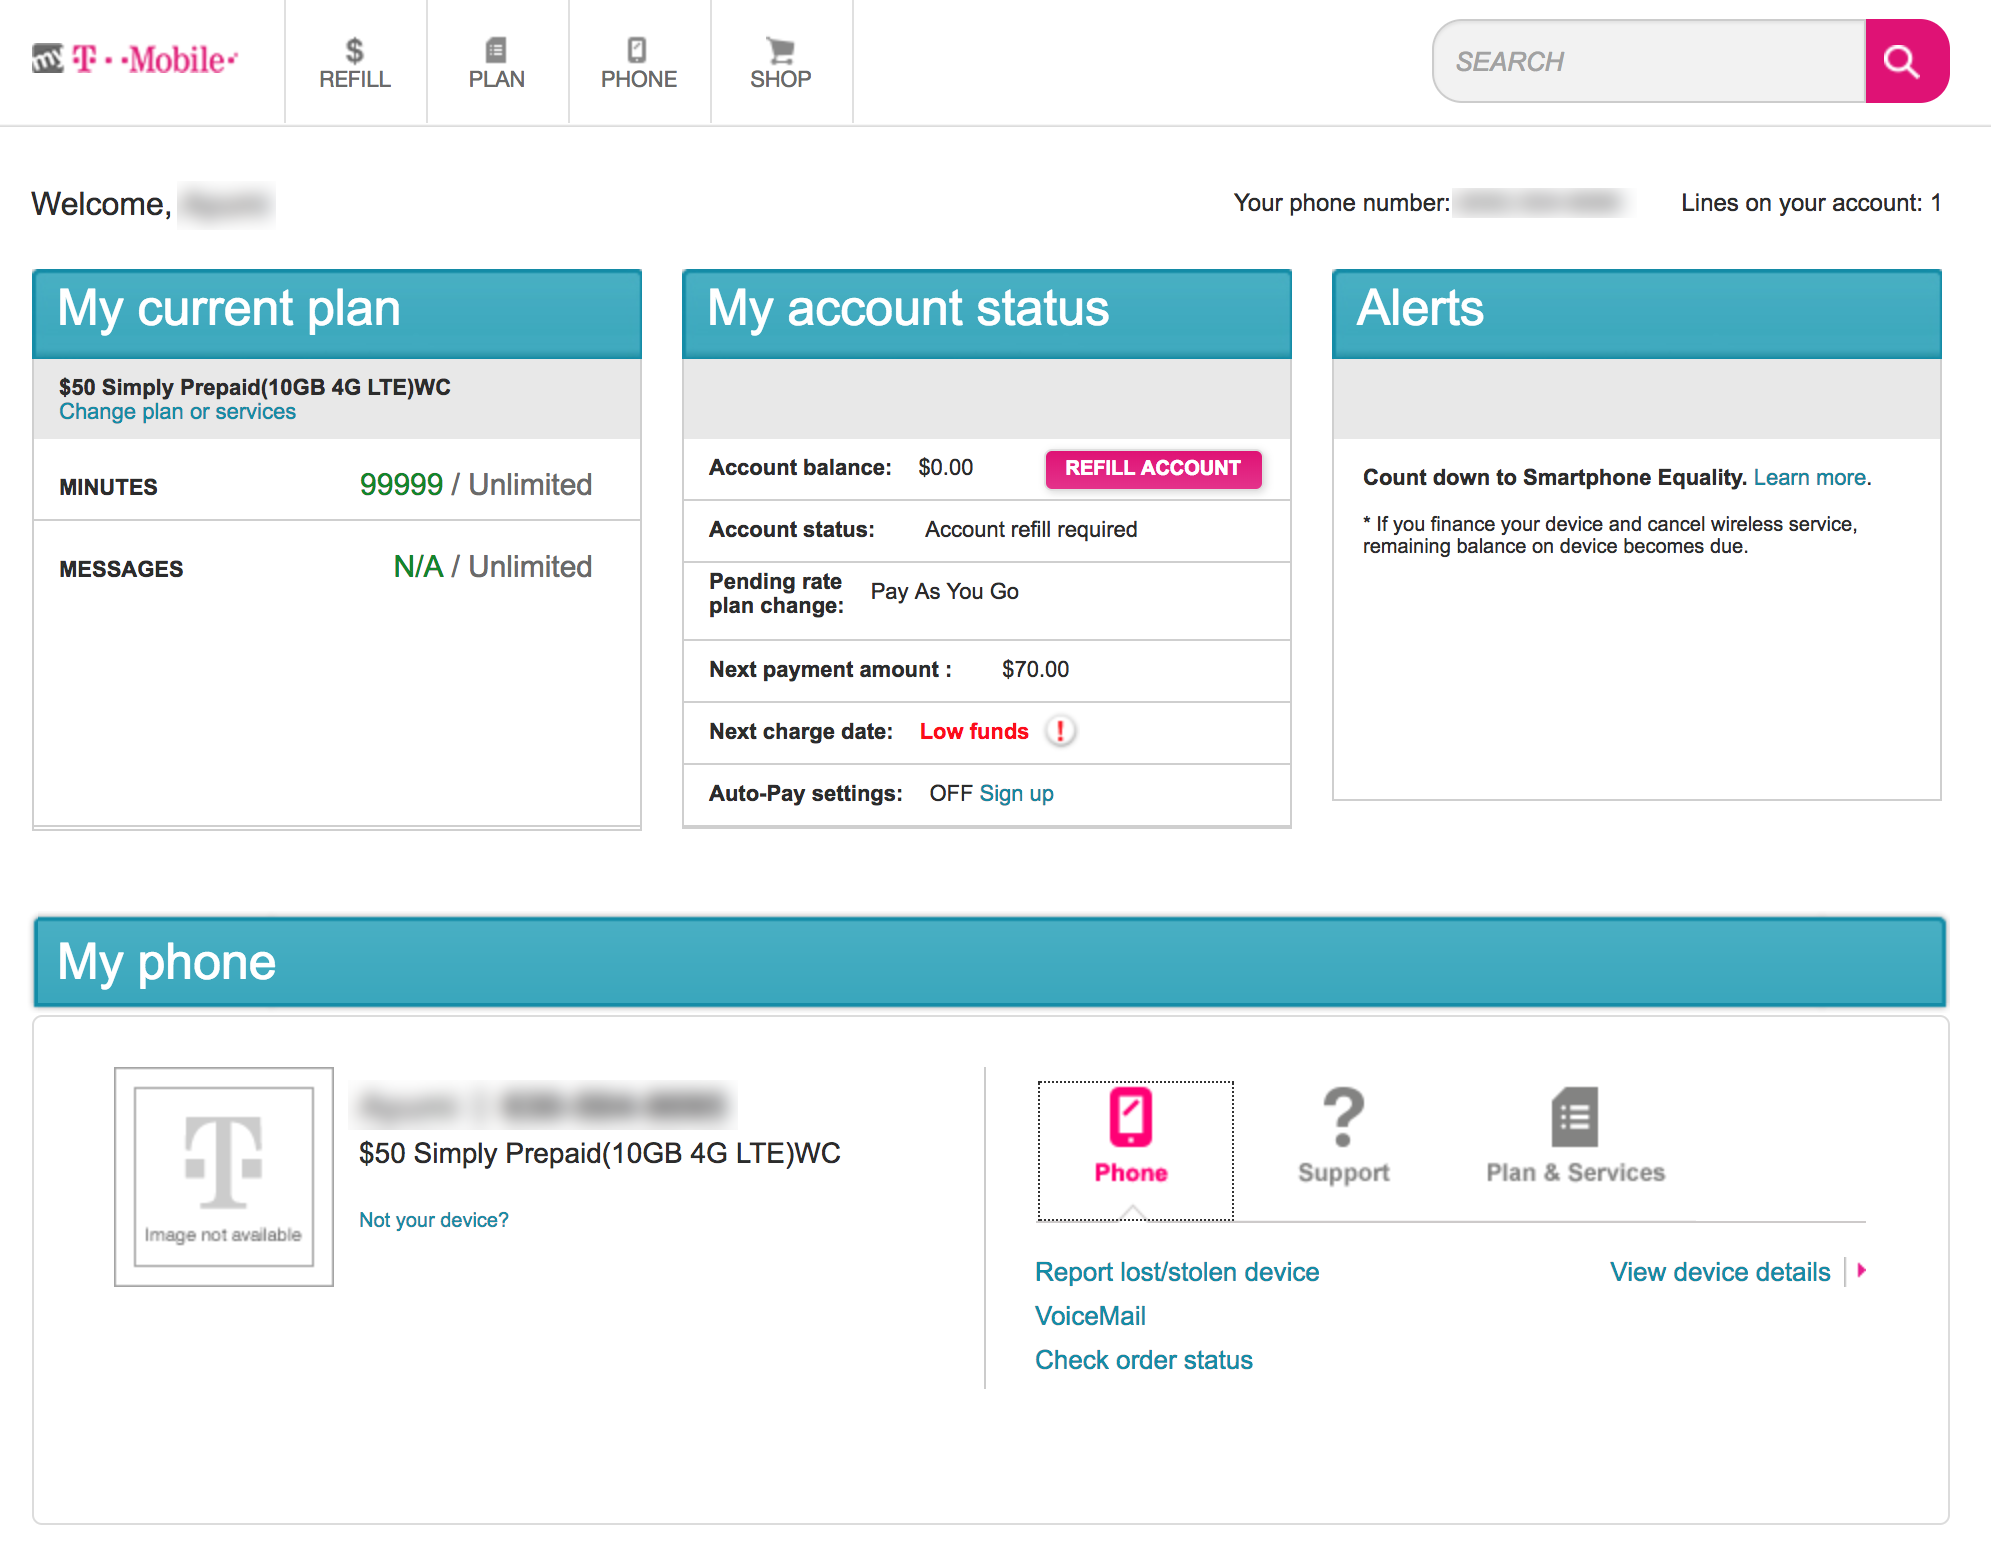 my T··Mobile·
REFILL
PLAN
PHONE
SHOP
SEARCH
Welcome,
Your phone number:
Lines on your account: 1
My current plan
$50 Simply Prepaid(10GB 4G LTE)WC
Change plan or services
MINUTES 99999 / Unlimited
MESSAGES N/A / Unlimited
My account status
Account balance: $0.00 REFILL ACCOUNT
Account status: Account refill required
Pending rate
plan change: Pay As You Go
Next payment amount : $70.00
Next charge date: Low funds
Auto-Pay settings: OFF Sign up
Alerts
Count down to Smartphone Equality. Learn more.
* If you finance your device and cancel wireless service,
remaining balance on device becomes due.
My phone
Image not available
$50 Simply Prepaid(10GB 4G LTE)WC
Not your device?
Phone
Support
Plan & Services
Report lost/stolen device
View device details
VoiceMail
Check order status